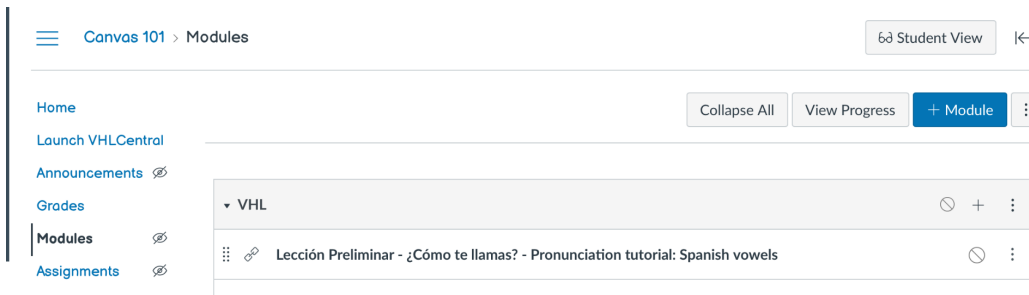 Canvas 101 > Modules
Student View
Home
Collapse All
View Progress
+ Module
Launch VHLCentral
Announcements
Grades
VHL
Modules
Lección Preliminar - ¿Cómo te llamas? - Pronunciation tutorial: Spanish vowels
Assignments